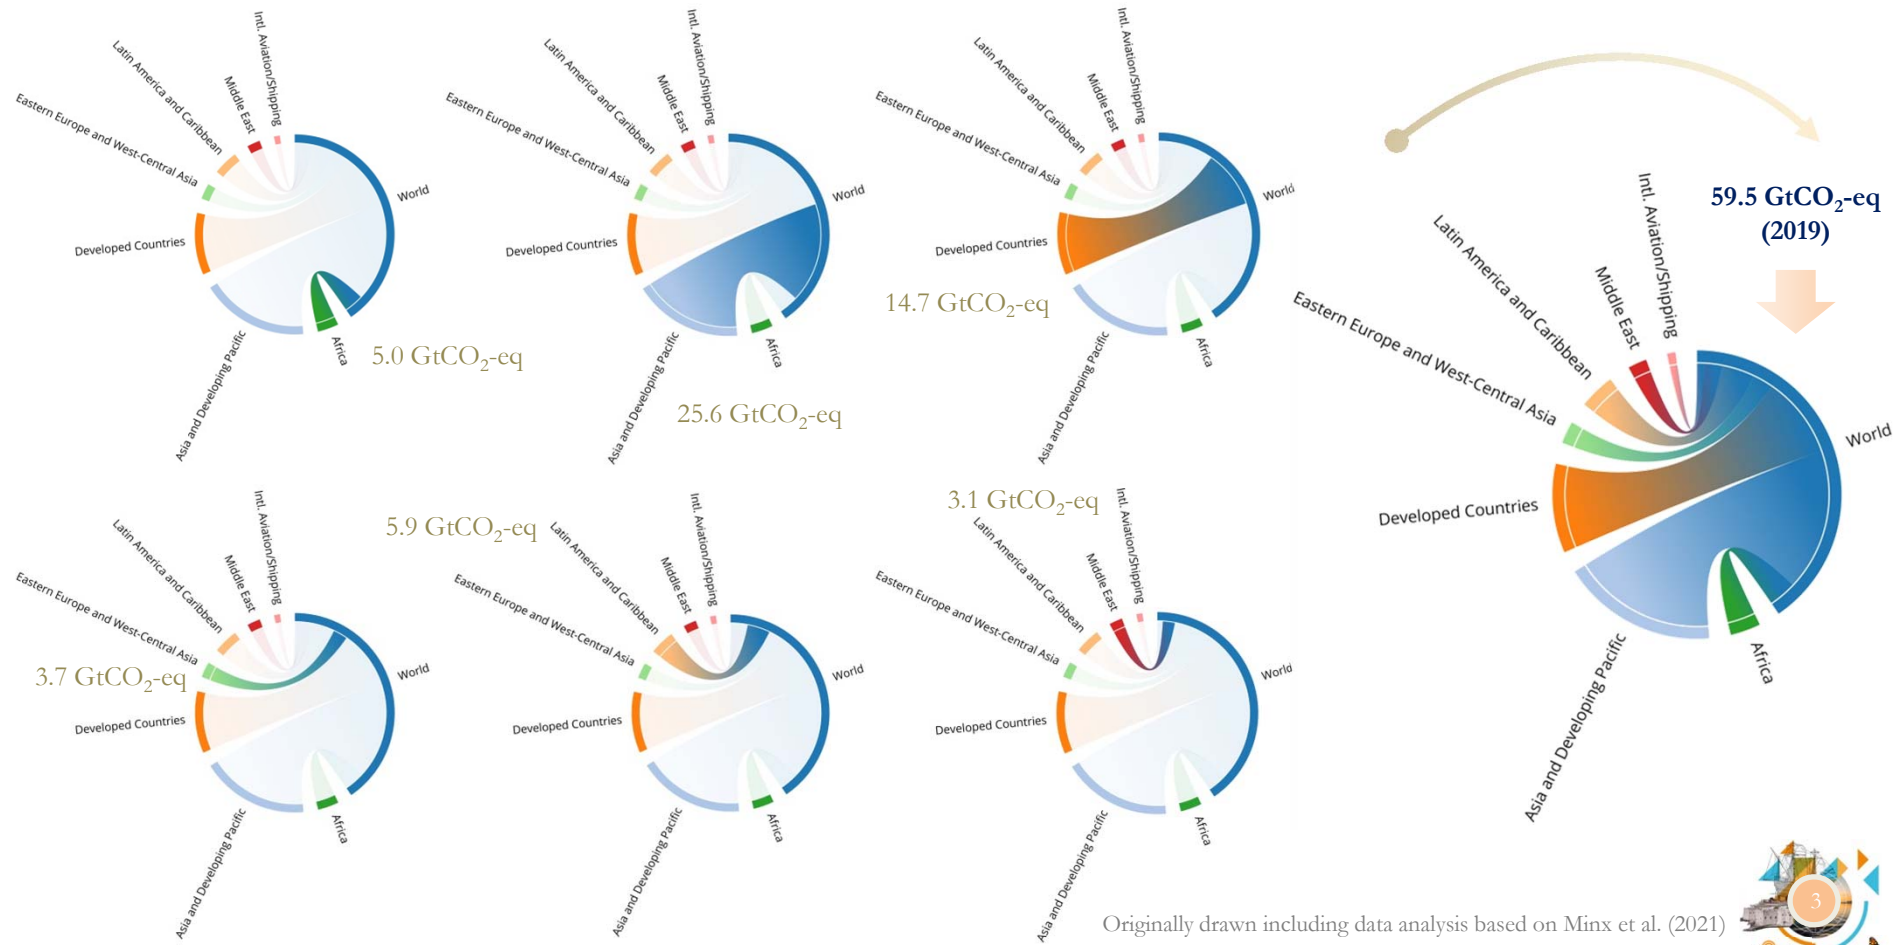 Intl. Aviation/Shipping
Middle East
Latin America and Caribbean
Eastern Europe and West-Central Asia
Developed Countries
Asia and Developing Pacific
Africa
World
5.0 GtCO₂-eq
Intl. Aviation/Shipping
Middle East
Latin America and Caribbean
Eastern Europe and West-Central Asia
Developed Countries
Asia and Developing Pacific
Africa
World
25.6 GtCO₂-eq
Intl. Aviation/Shipping
Middle East
Latin America and Caribbean
Eastern Europe and West-Central Asia
Developed Countries
Asia and Developing Pacific
Africa
World
14.7 GtCO₂-eq
Intl. Aviation/Shipping
Middle East
Latin America and Caribbean
Eastern Europe and West-Central Asia
Developed Countries
Asia and Developing Pacific
Africa
World
3.7 GtCO₂-eq
Intl. Aviation/Shipping
Middle East
Latin America and Caribbean
Eastern Europe and West-Central Asia
Developed Countries
Asia and Developing Pacific
Africa
World
5.9 GtCO₂-eq
Intl. Aviation/Shipping
Middle East
Latin America and Caribbean
Eastern Europe and West-Central Asia
Developed Countries
Asia and Developing Pacific
Africa
World
3.1 GtCO₂-eq
59.5 GtCO₂-eq
(2019)
Intl. Aviation/Shipping
Middle East
Latin America and Caribbean
Eastern Europe and West-Central Asia
Developed Countries
Asia and Developing Pacific
Africa
World
Originally drawn including data analysis based on Minx et al. (2021)
3